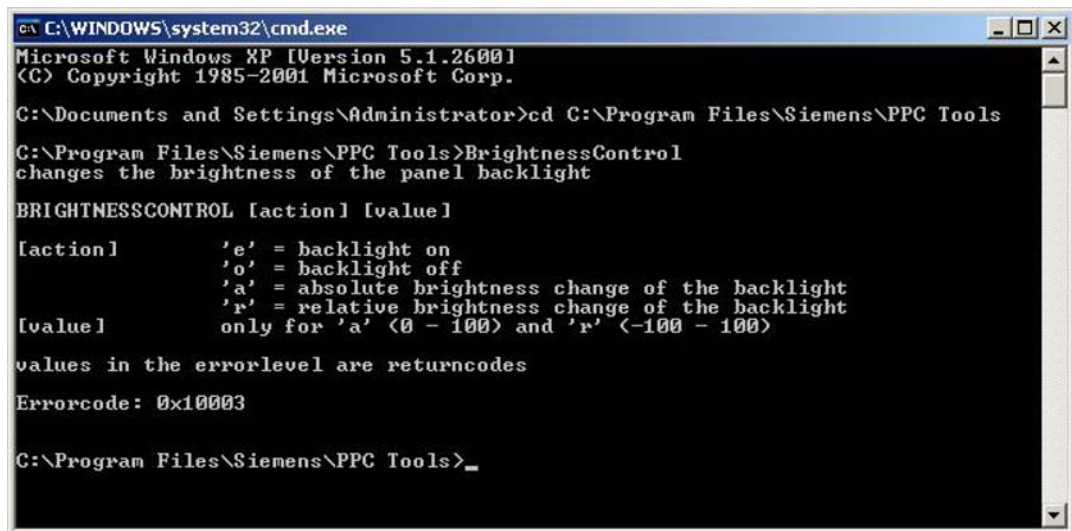 C:\WINDOWS\system32\cmd.exe
Microsoft Windows XP [Version 5.1.2600]
(C) Copyright 1985-2001 Microsoft Corp.
C:\Documents and Settings\Administrator>cd C:\Program Files\Siemens\PPC Tools
C:\Program Files\Siemens\PPC Tools>BrightnessControl
changes the brightness of the panel backlight
BRIGHTNESSCONTROL [action] [value]
[action] 'e' = backlight on
'o' = backlight off
'a' = absolute brightness change of the backlight
'r' = relative brightness change of the backlight
[value] only for 'a' (0 - 100) and 'r' (-100 - 100)
values in the errorlevel are returncodes
Errorcode: 0x10003
C:\Program Files\Siemens\PPC Tools>_